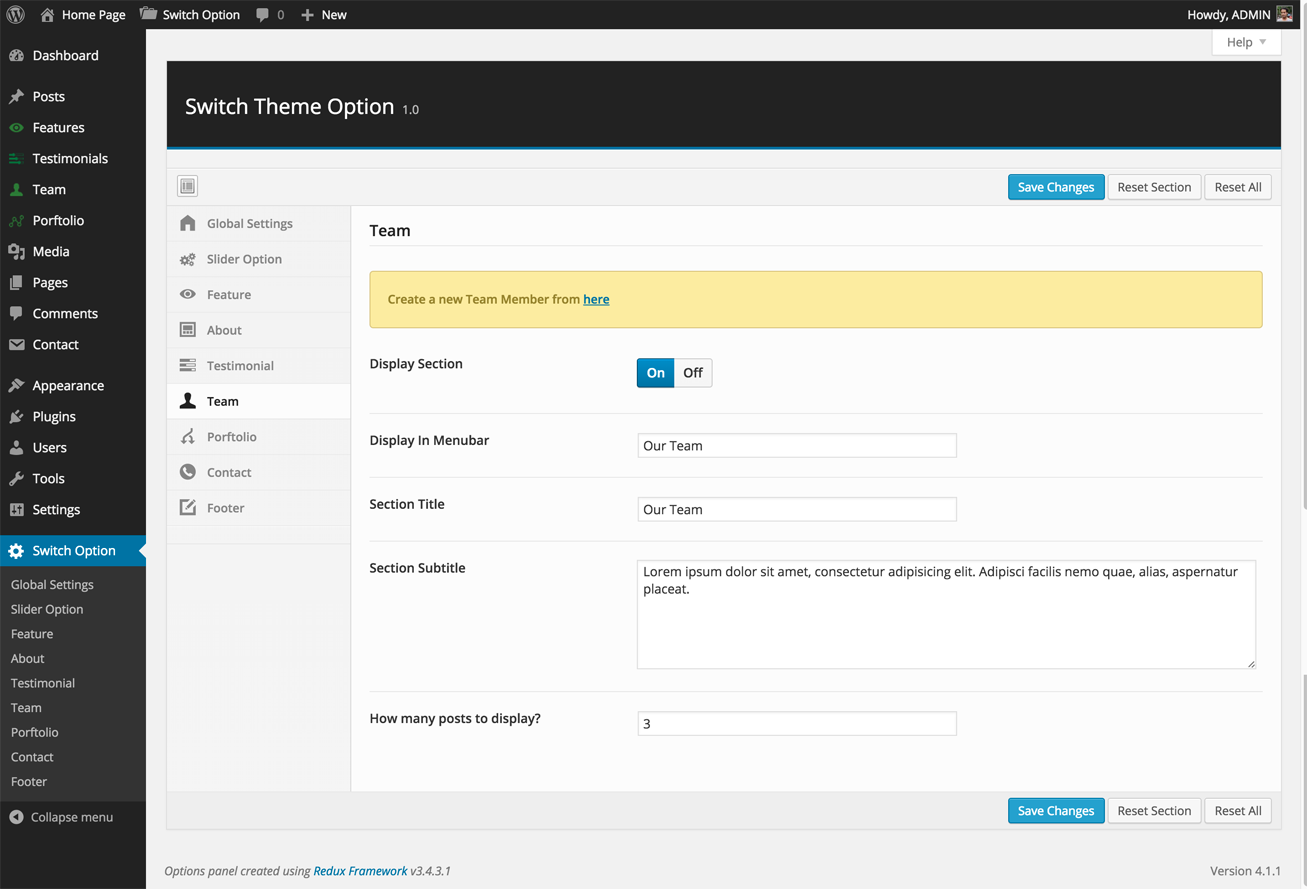 Home Page
Switch Option
0
New
Howdy, ADMIN
Help
Dashboard
Posts
Features
Testimonials
Team
Porftolio
Media
Pages
Comments
Contact
Appearance
Plugins
Users
Tools
Settings
Switch Option
Global Settings
Slider Option
Feature
About
Testimonial
Team
Porftolio
Contact
Footer
Collapse menu
Switch Theme Option 1.0
Save Changes
Reset Section
Reset All
Global Settings
Slider Option
Feature
About
Testimonial
Team
Porftolio
Contact
Footer
Team
Create a new Team Member from here
Display Section
On
Off
Display In Menubar
Our Team
Section Title
Our Team
Section Subtitle
Lorem ipsum dolor sit amet, consectetur adipisicing elit. Adipisci facilis nemo quae, alias, aspernatur
placeat.
How many posts to display?
3
Save Changes
Reset Section
Reset All
Options panel created using Redux Framework v3.4.3.1
Version 4.1.1